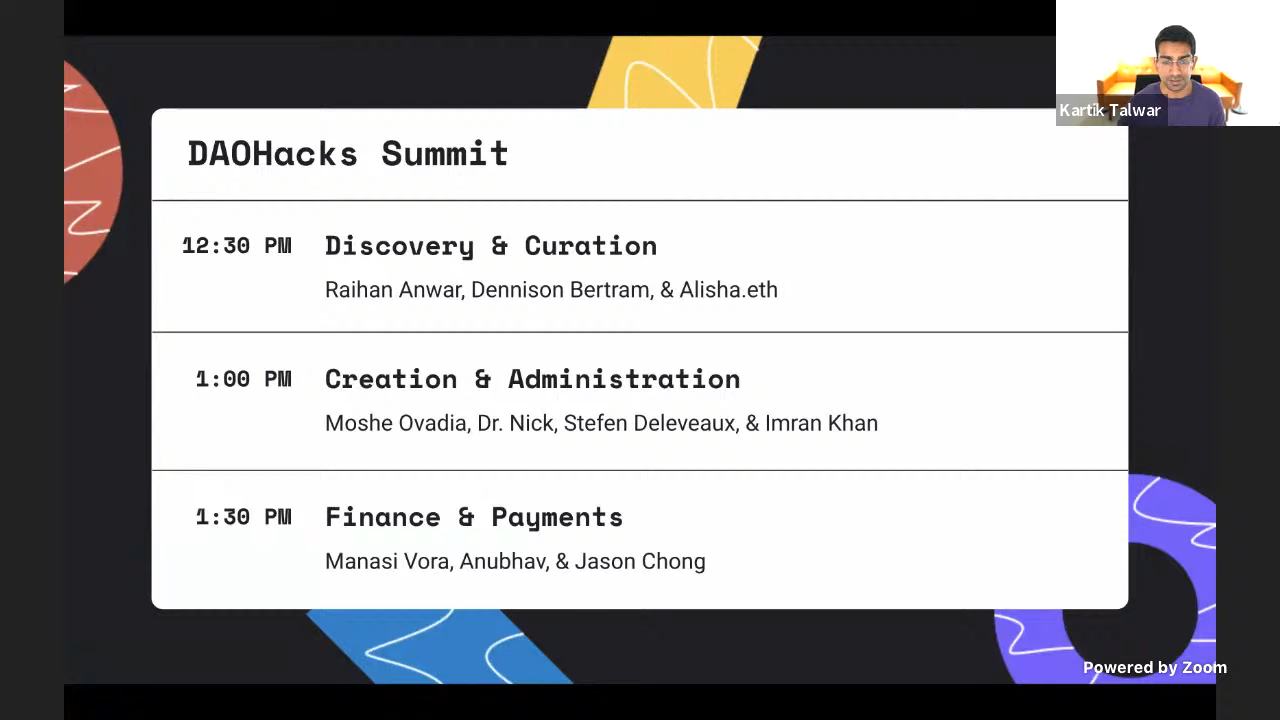 Kartik Talwar
DAOHacks Summit
12:30 PM Discovery & Curation
Raihan Anwar, Dennison Bertram, & Alisha.eth
1:00 PM Creation & Administration
Moshe Ovadia, Dr. Nick, Stefen Deleveaux, & Imran Khan
1:30 PM Finance & Payments
Manasi Vora, Anubhav, & Jason Chong
Powered by Zoom